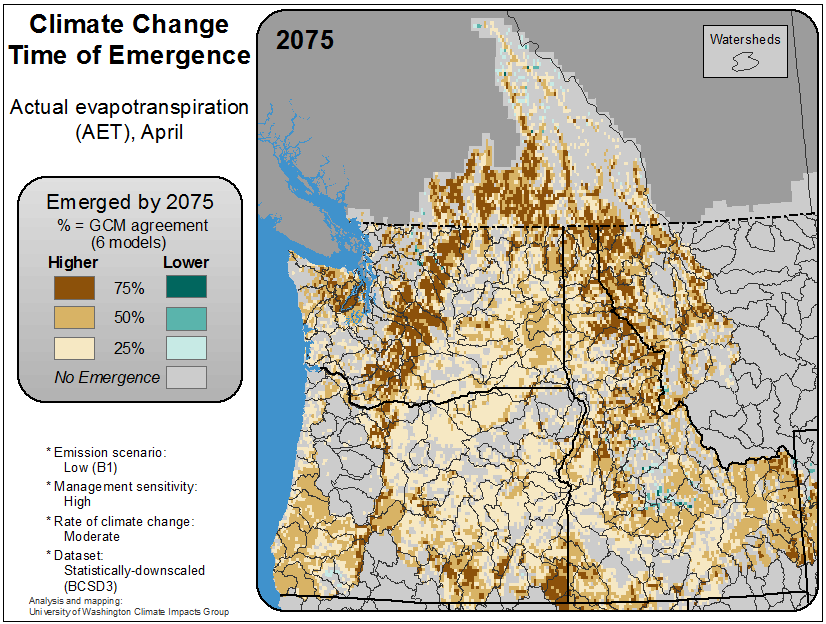 Climate Change
Time of Emergence
Actual evapotranspiration
(AET), April
Emerged by 2075
% = GCM agreement
(6 models)
Higher Lower
75%
50%
25%
No Emergence
* Emission scenario:
Low (B1)
* Management sensitivity:
High
* Rate of climate change:
Moderate
* Dataset:
Statistically-downscaled
(BCSD3)
Analysis and mapping:
University of Washington Climate Impacts Group
2075
Watersheds